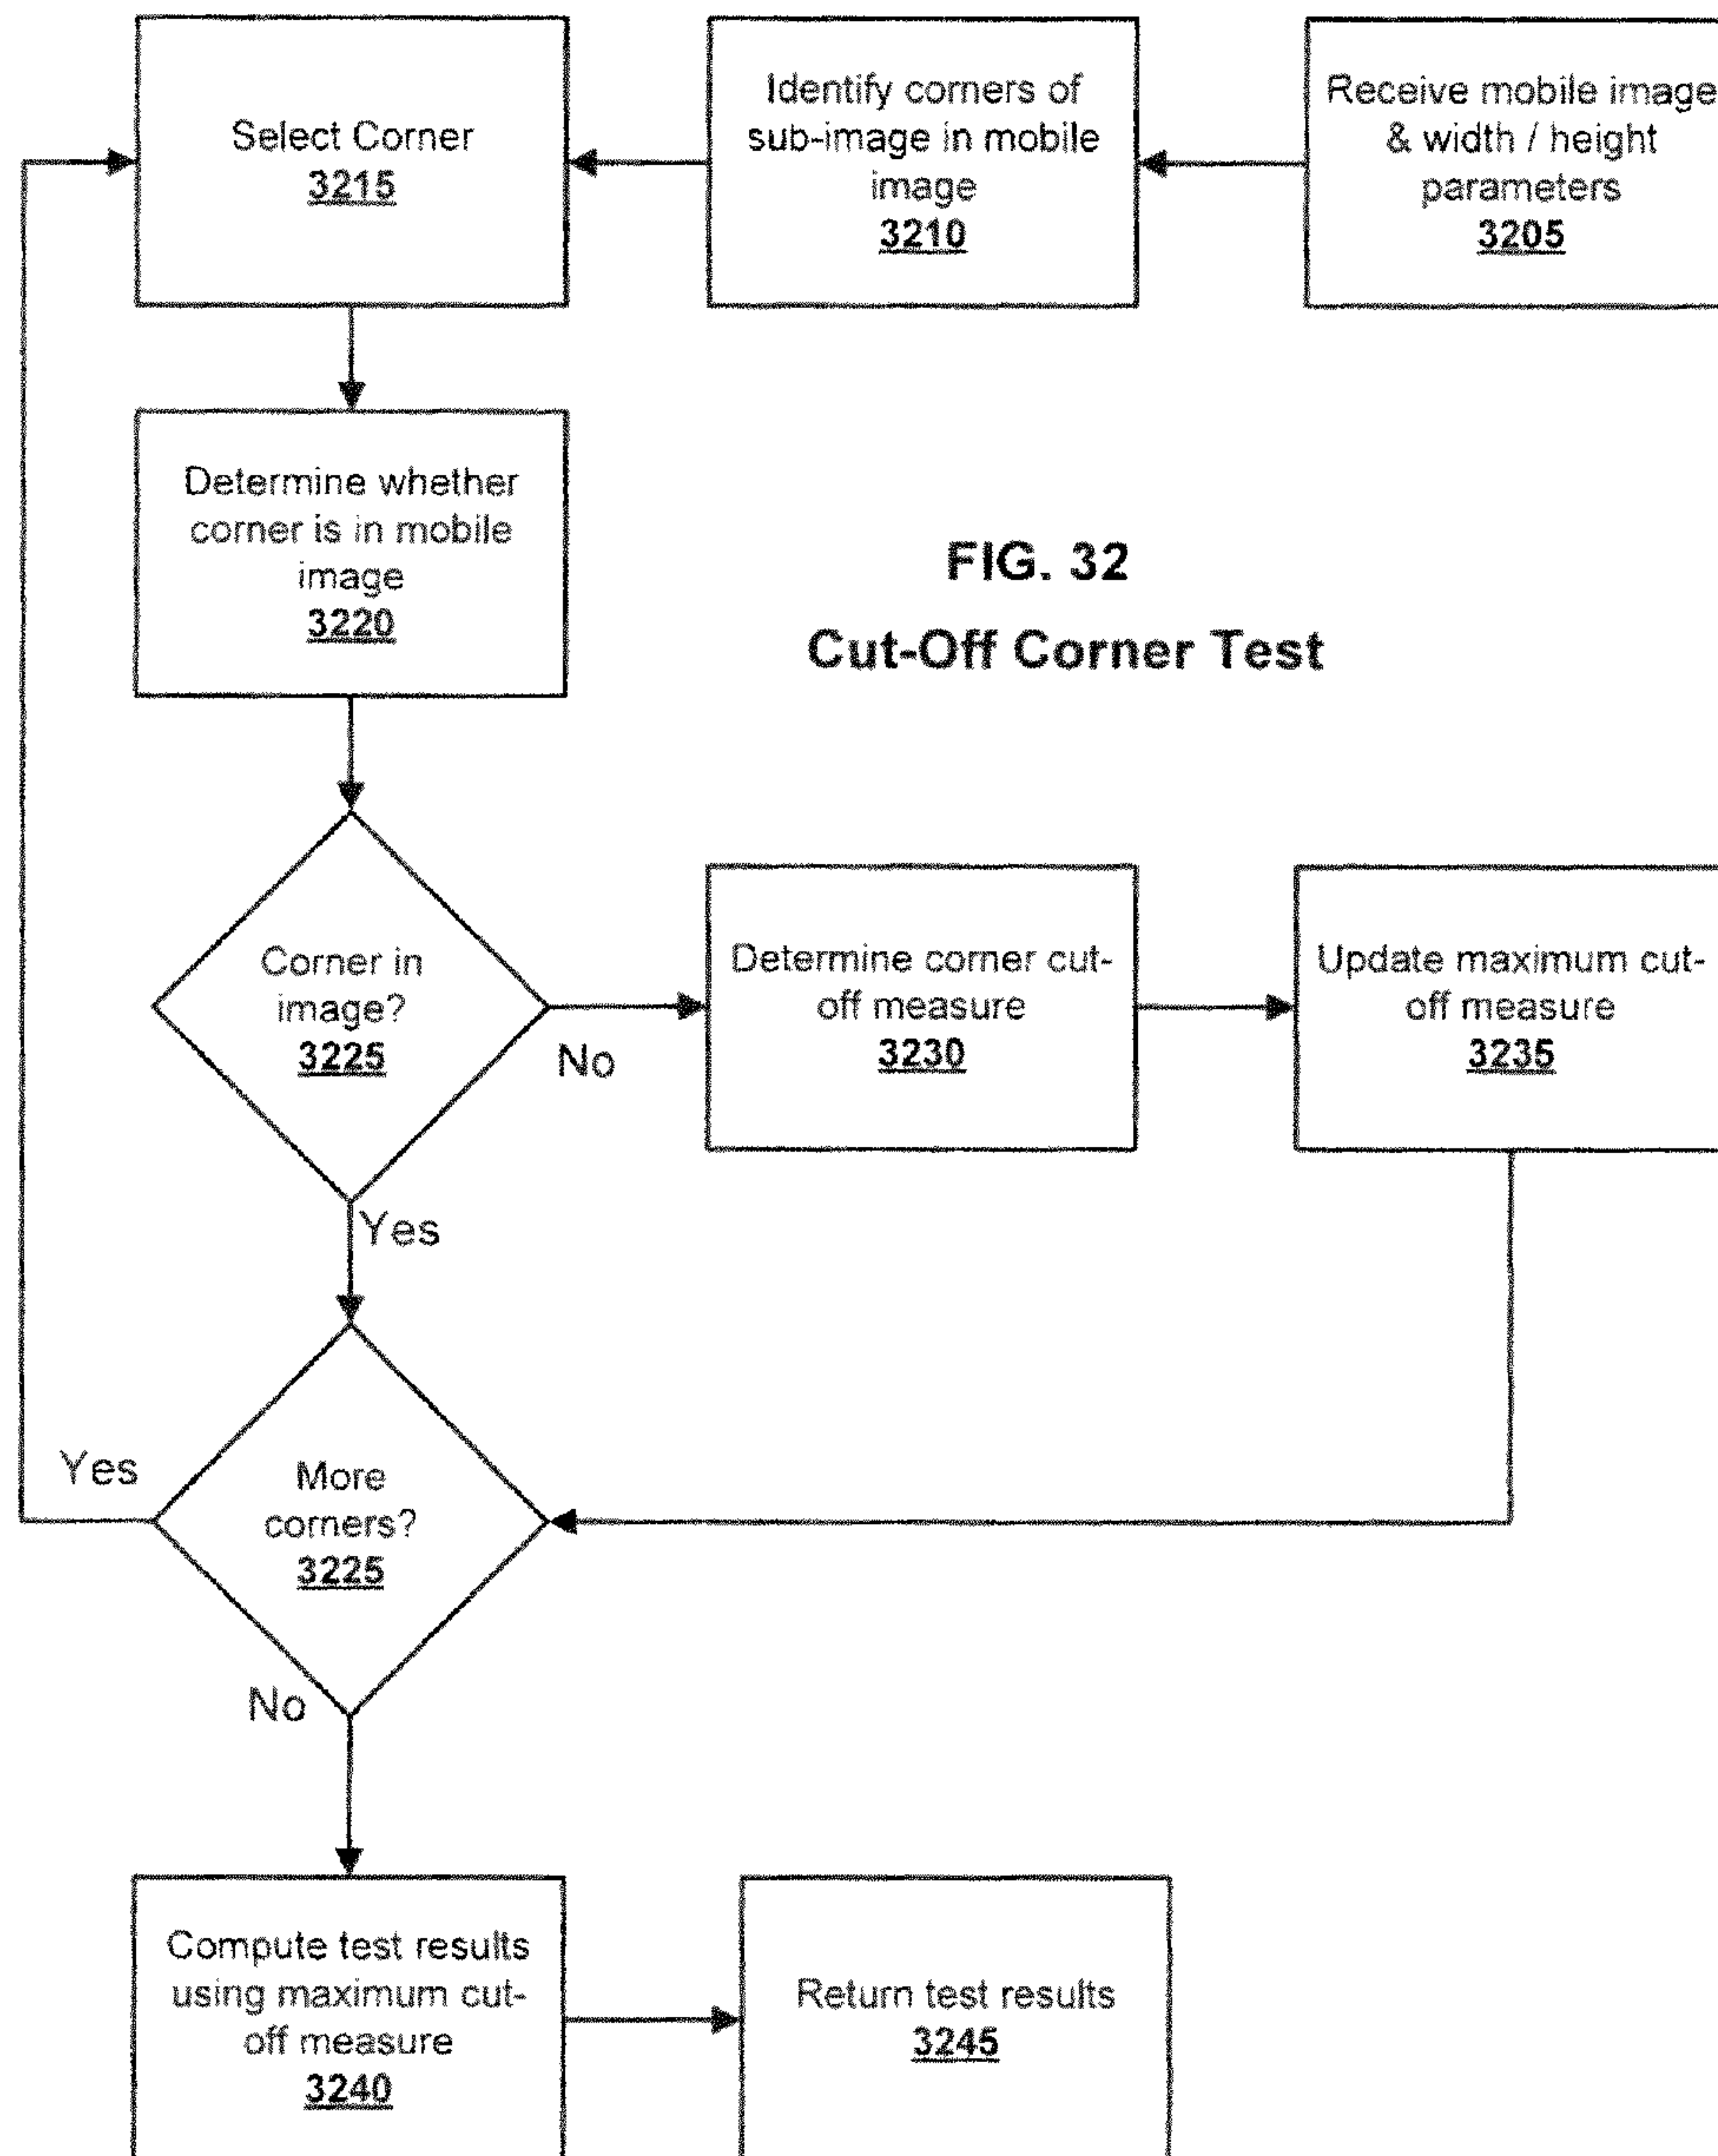 Receive mobile image
& width / height
parameters
3205
Identify corners of
sub-image in mobile
image
3210
Select Corner
3215
Determine whether
corner is in mobile
image
3220
FIG. 32
Cut-Off Corner Test
Corner in
image?
3225
No
Yes
Determine corner cut-
off measure
3230
Update maximum cut-
off measure
3235
More
corners?
3225
Yes
No
Compute test results
using maximum cut-
off measure
3240
Return test results
3245